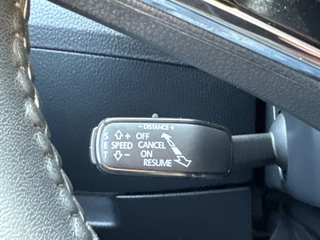 - DISTANCE +
S ⇧ + OFF
E SPEED CANCEL
T ⇩ - ON
RESUME